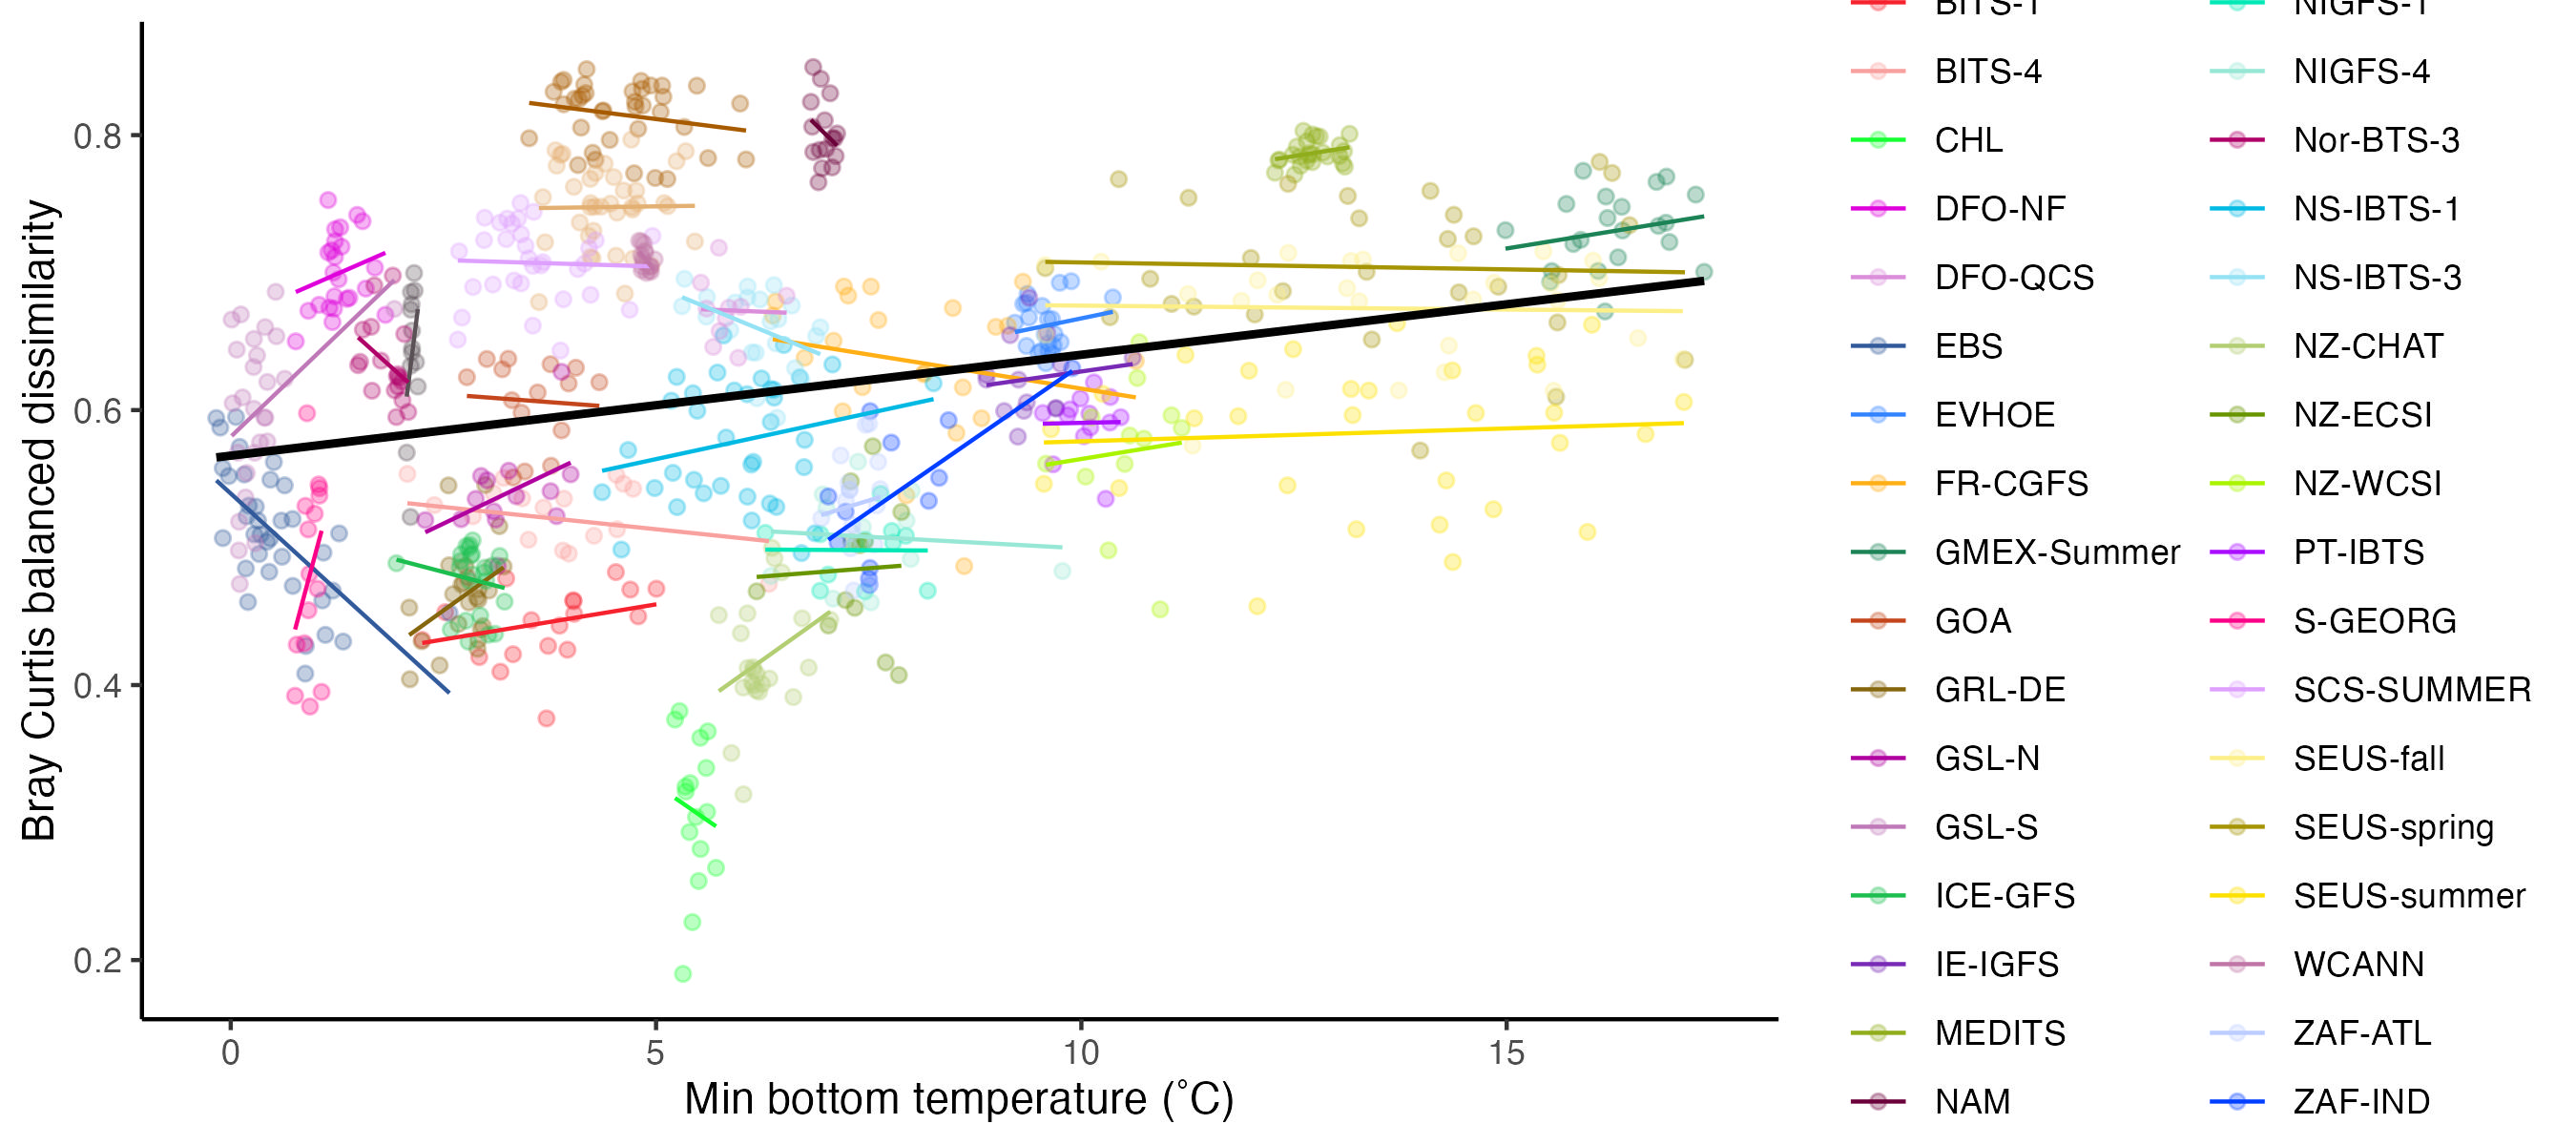 BITS-1 NIGFS-1
BITS-4 NIGFS-4
CHL Nor-BTS-3
DFO-NF NS-IBTS-1
DFO-QCS NS-IBTS-3
EBS NZ-CHAT
EVHOE NZ-ECSI
FR-CGFS NZ-WCSI
GMEX-Summer PT-IBTS
GOA S-GEORG
GRL-DE SCS-SUMMER
GSL-N SEUS-fall
GSL-S SEUS-spring
ICE-GFS SEUS-summer
IE-IGFS WCANN
MEDITS ZAF-ATL
NAM ZAF-IND
Bray Curtis balanced dissimilarity
0.8
0.6
0.4
0.2
0 5 10 15
Min bottom temperature (˚C)